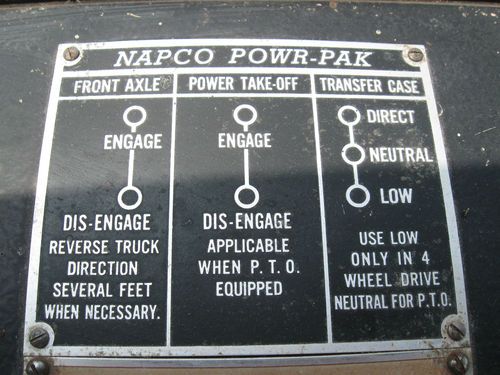 NAPCO POWR-PAK
FRONT AXLE
ENGAGE
DIS-ENGAGE
REVERSE TRUCK
DIRECTION
SEVERAL FEET
WHEN NECESSARY.
POWER TAKE-OFF
ENGAGE
DIS-ENGAGE
APPLICABLE
WHEN P. T. O.
EQUIPPED
TRANSFER CASE
DIRECT
NEUTRAL
LOW
USE LOW
ONLY IN 4
WHEEL DRIVE
NEUTRAL FOR P.T.O.